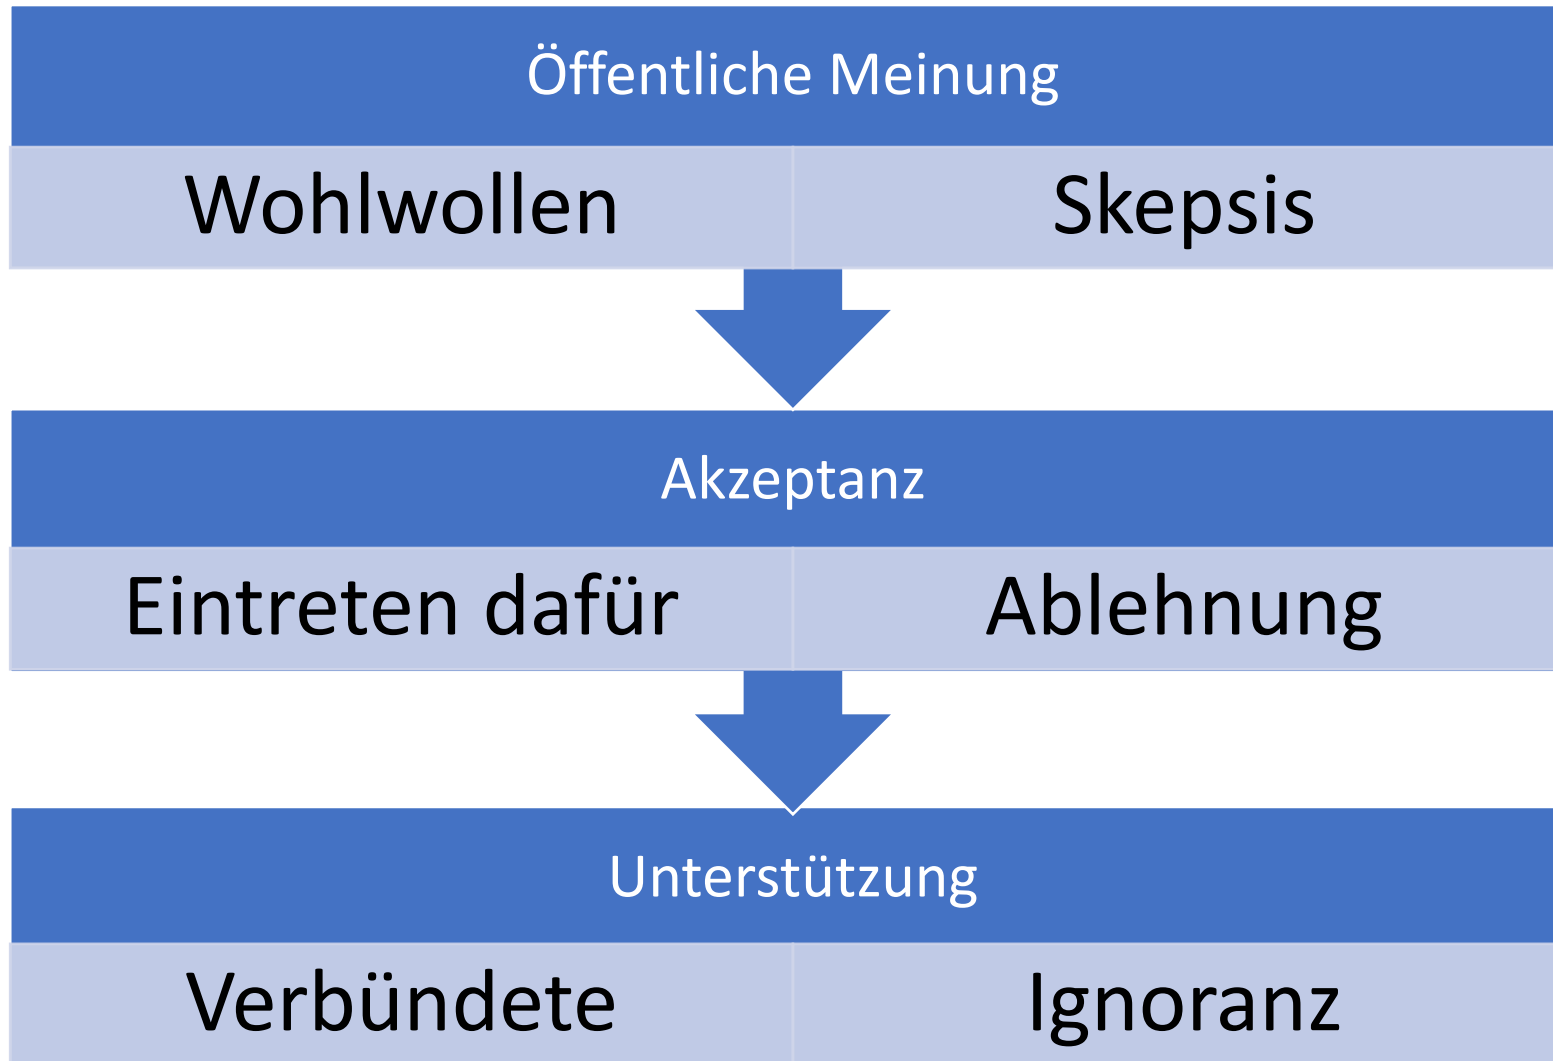 Öffentliche Meinung
Wohlwollen Skepsis
Akzeptanz
Eintreten dafür Ablehnung
Unterstützung
Verbündete Ignoranz